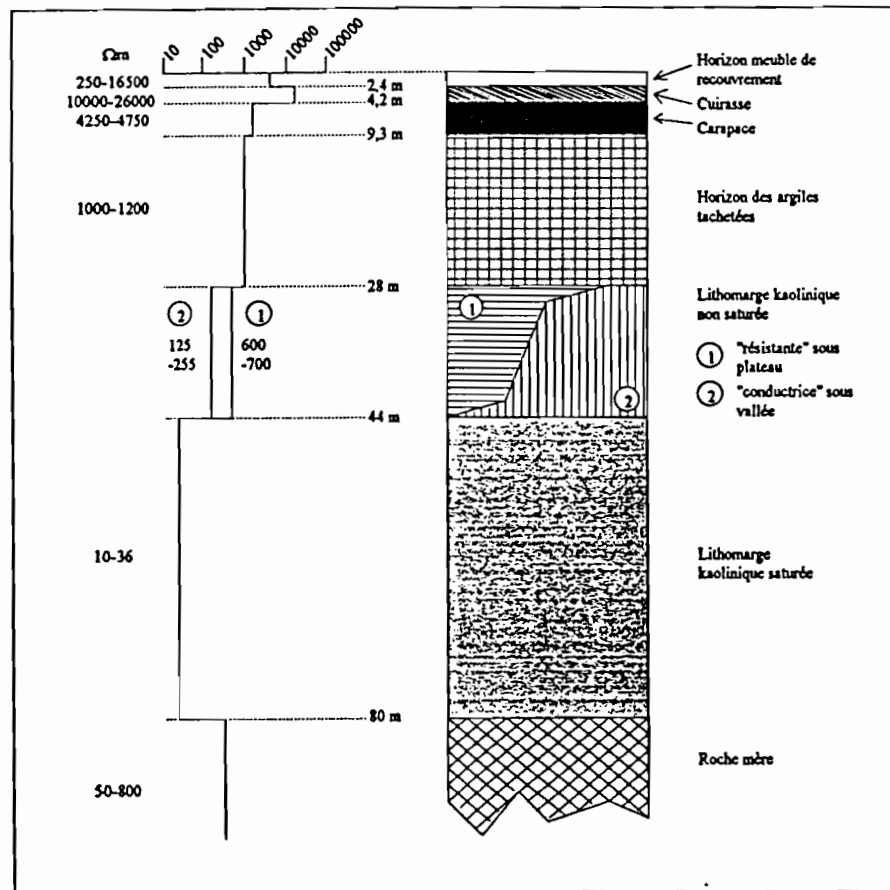 Ωm
10 100 1000 10000 100000
250-16500
10000-26000
4250-4750
2,4 m
4,2 m
9,3 m
Horizon meuble de
recouvrement
Cuirasse
Carapace
1000-1200
Horizon des argiles
tachetées
28 m
2 1
125 600
-255 -700
1
2
Lithomarge kaolinique
non saturée
1 "résistante" sous
plateau
2 "conductrice" sous
vallée
44 m
10-36
Lithomarge
kaolinique saturée
80 m
50-800
Roche mère